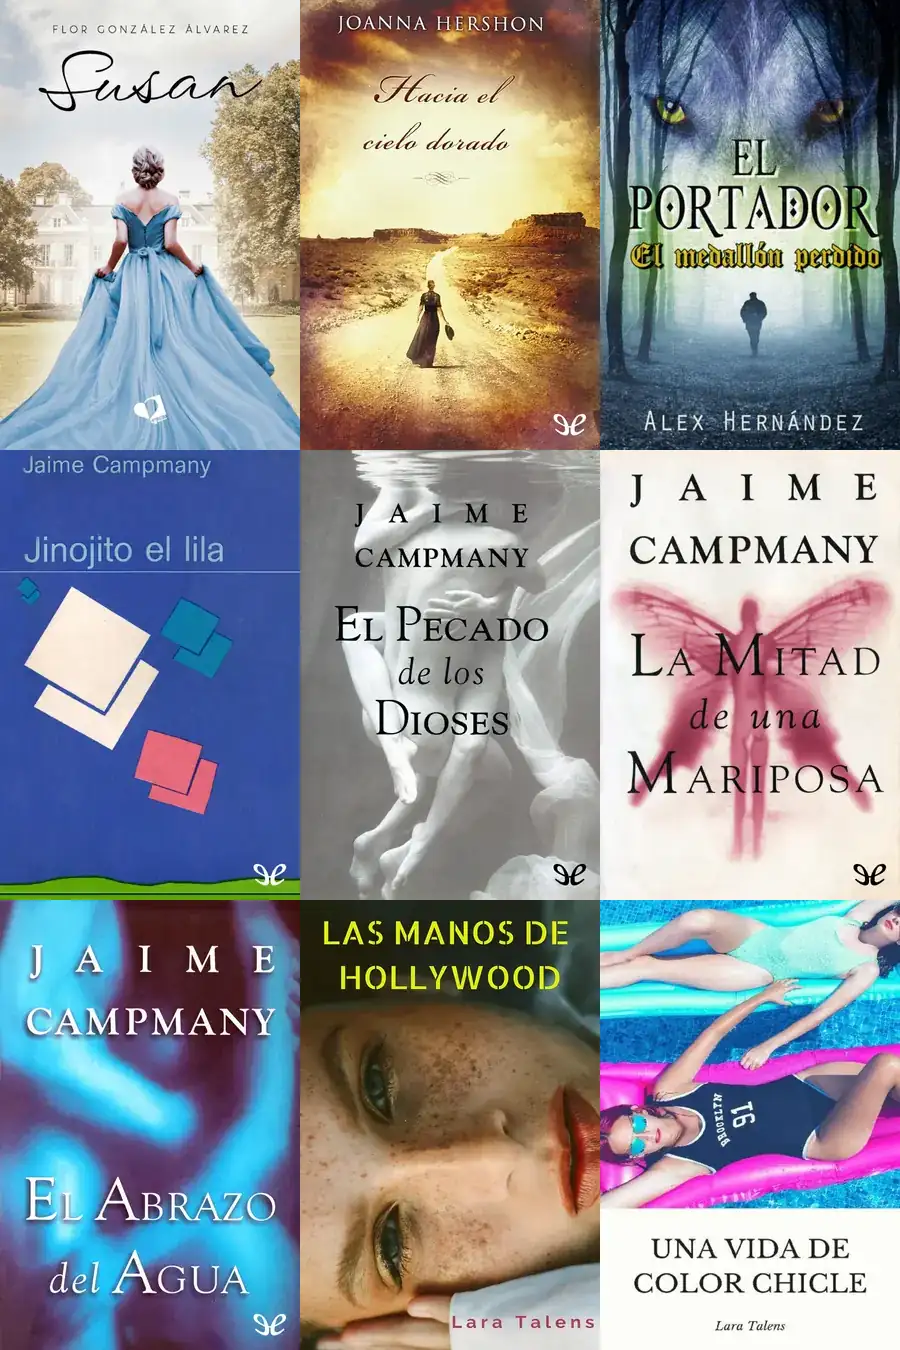 FLOR GONZÁLEZ ÁLVAREZ
Susan
JOANNA HERSHON
Hacia el
cielo dorado
EL
PORTADOR
El medallón perdido
ALEX HERNÁNDEZ
Jaime Campmany
Jinojito el lila
JAIME
CAMPMANY
EL PECADO
de los
DIOSES
JAIME
CAMPMANY
LA MITAD
de una
MARIPOSA
JAIME
CAMPMANY
EL ABRAZO
del AGUA
LAS MANOS DE
HOLLYWOOD
Lara Talens
BROOKLYN
91
UNA VIDA DE
COLOR CHICLE
Lara Talens